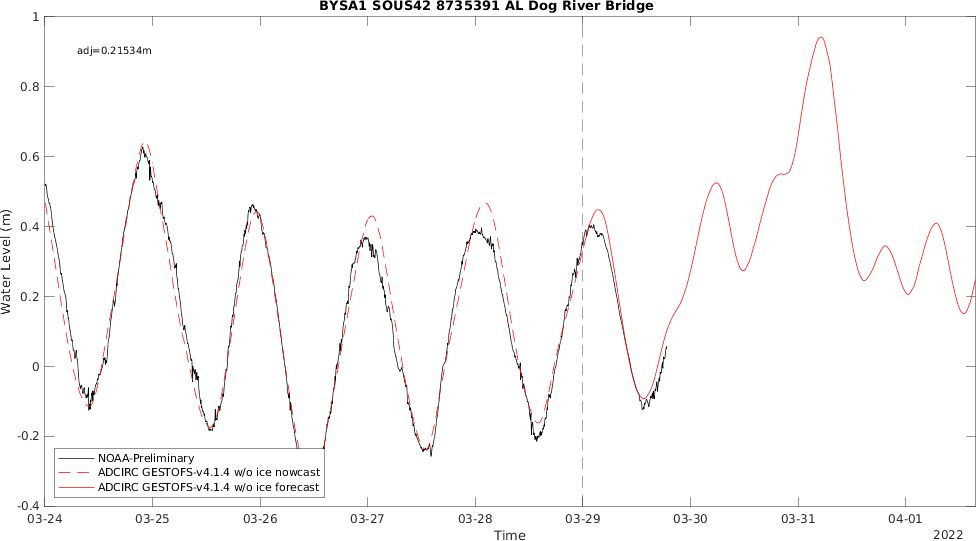 BYSA1 SOUS42 8735391 AL Dog River Bridge
adj=0.21534m
Water Level (m)
1
0.8
0.6
0.4
0.2
0
-0.2
-0.4
NOAA-Preliminary
ADCIRC GESTOFS-v4.1.4 w/o ice nowcast
ADCIRC GESTOFS-v4.1.4 w/o ice forecast
03-24 03-25 03-26 03-27 03-28 03-29 03-30 03-31 04-01
Time
2022